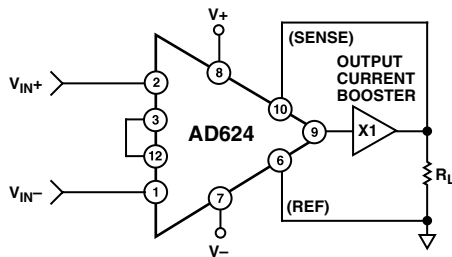 V+
(SENSE)
OUTPUT
CURRENT
BOOSTER
VIN+
2
8
10
3
AD624
9
X1
12
6
RL
1
7
VIN–
(REF)
V–